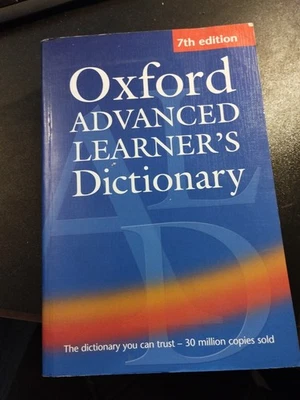 7th edition
Oxford
ADVANCED
LEARNER'S
Dictionary
The dictionary you can trust – 30 million copies sold